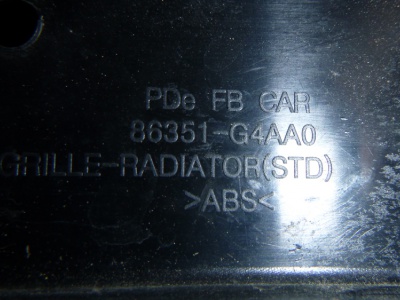 PDe FB CAR
86351-G4AA0
GRILLE-RADIATOR(STD)
>ABS<